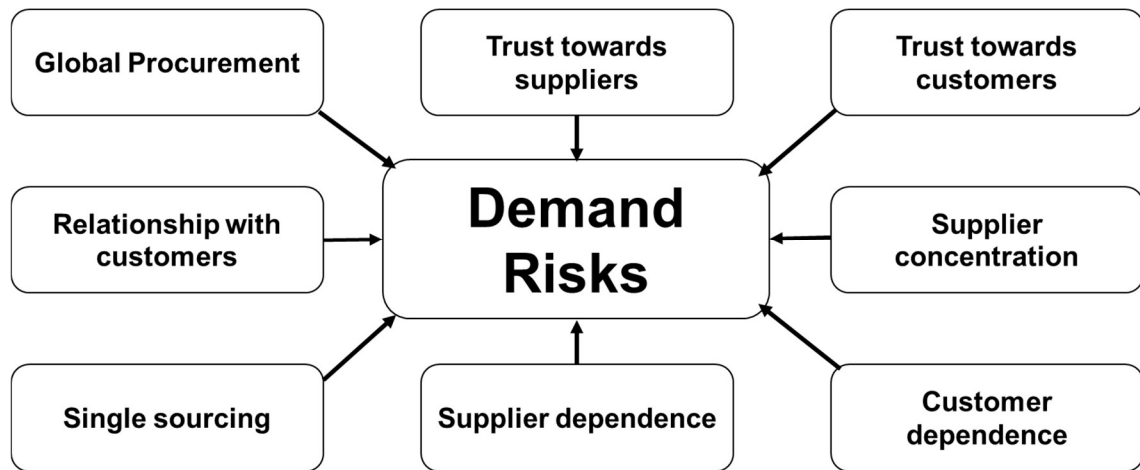 Global Procurement
Trust towards
suppliers
Trust towards
customers
Relationship with
customers
Demand
Risks
Supplier
concentration
Single sourcing
Supplier dependence
Customer
dependence